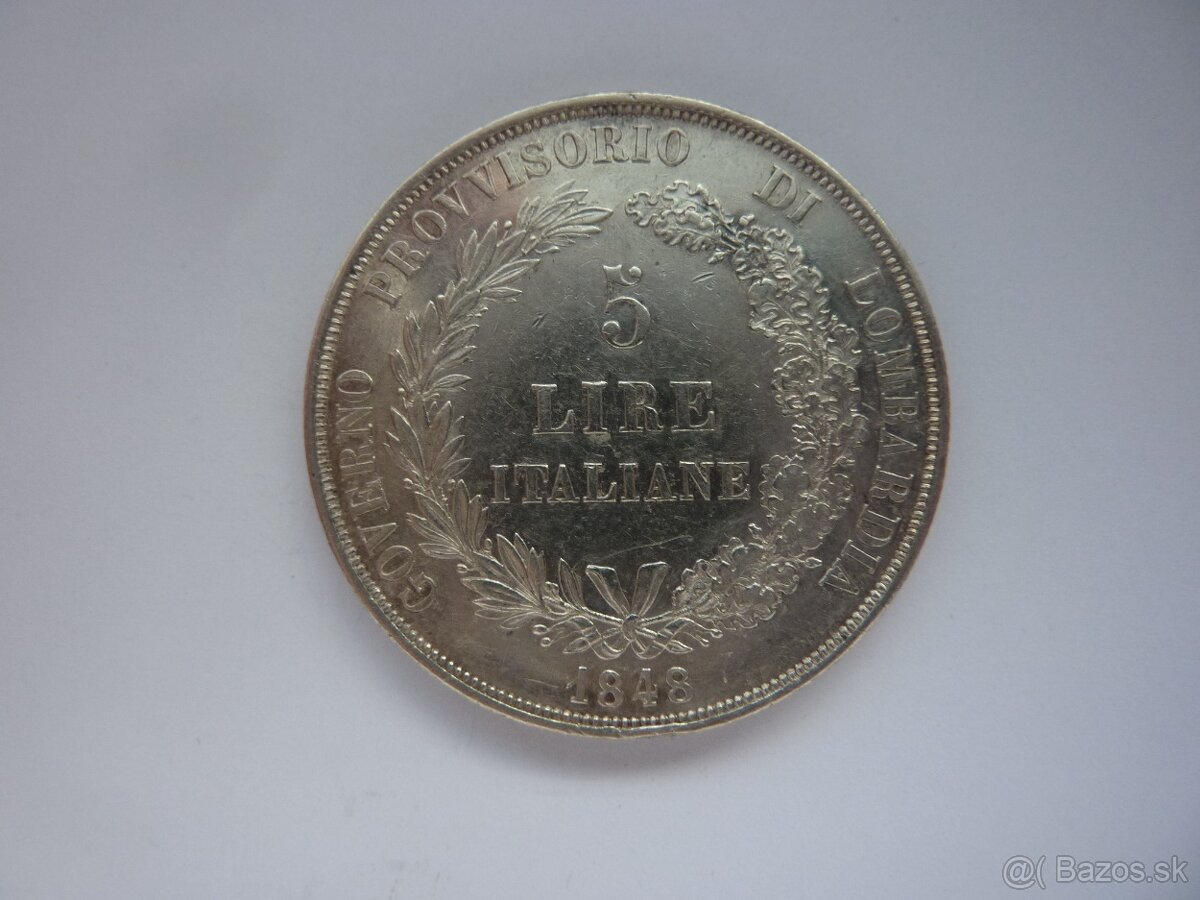 GOVERNO PROVVISORIO DI LOMBARDIA
5
LIRE
ITALIANE
1848
@( Bazos.sk